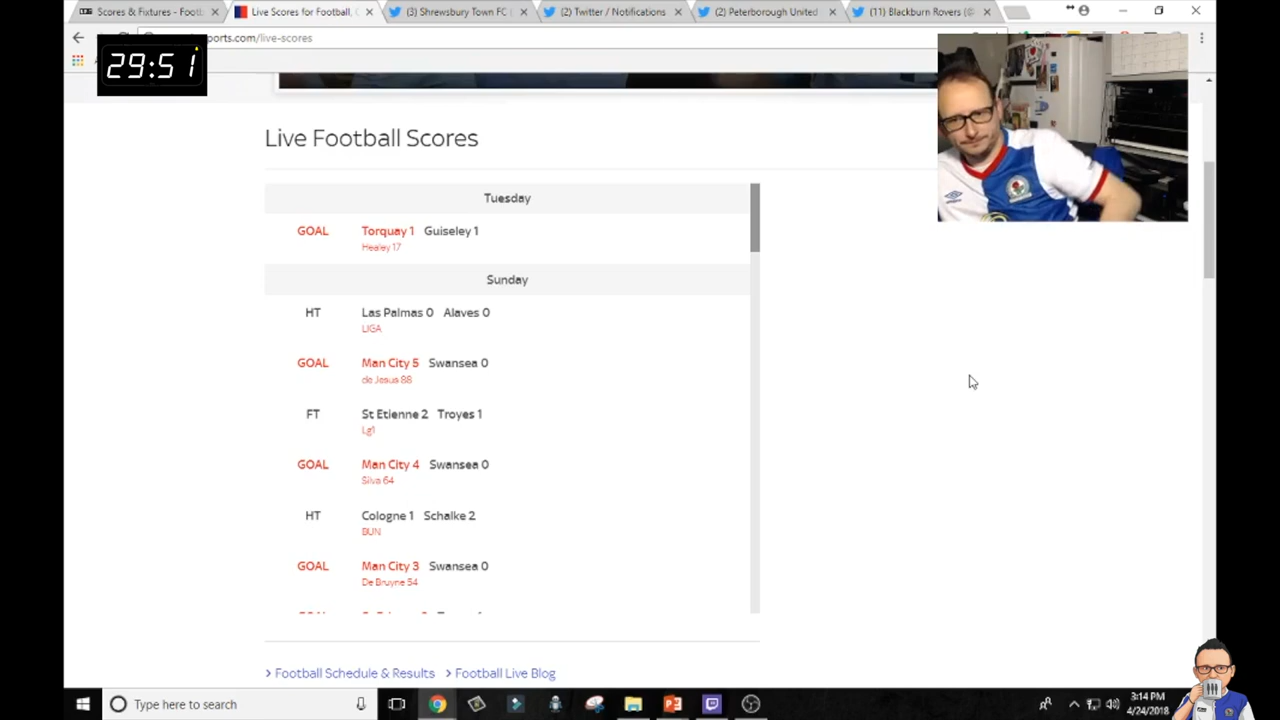 Scores & Fixtures - Footb
Live Scores for Football,
(3) Shrewsbury Town FC (
(2) Twitter / Notifications
(2) Peterborough United
(11) Blackburn Rovers (@
ports.com/live-scores
29:51
Live Football Scores
Tuesday
GOAL Torquay 1 Guiseley 1
Healey 17
Sunday
HT Las Palmas 0 Alaves 0
LIGA
GOAL Man City 5 Swansea 0
de Jesus 88
FT St Etienne 2 Troyes 1
Lg1
GOAL Man City 4 Swansea 0
Silva 64
HT Cologne 1 Schalke 2
BUN
GOAL Man City 3 Swansea 0
De Bruyne 54
> Football Schedule & Results > Football Live Blog
Type here to search
3:14 PM
4/24/2018